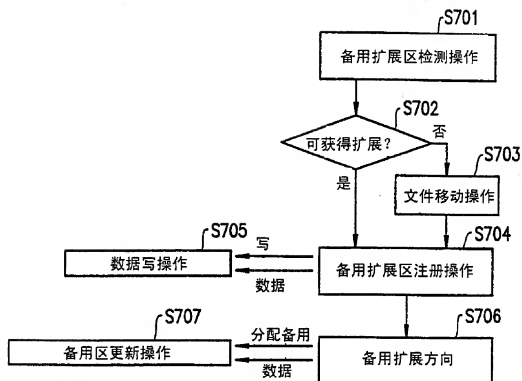 S701
备用扩展区检测操作
S702
可获得扩展?
否
S703
是
文件移动操作
S705
写
S704
数据写操作
备用扩展区注册操作
数据
S707
S706
分配备用
备用区更新操作
备用扩展方向
数据